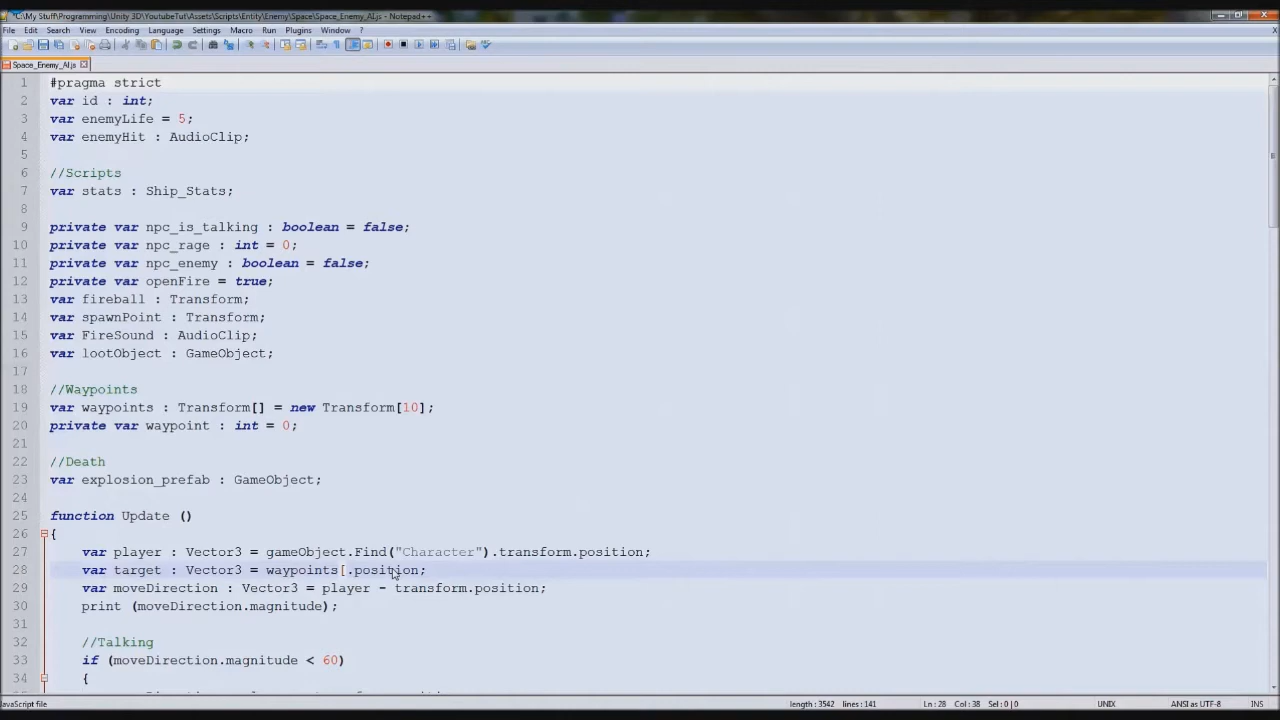 *C:\My Stuff\Programming\Unity 3D\YoutubeTut\Assets\Scripts\Entity\Enemy\Space\Space_Enemy_AI.js - Notepad++
File Edit Search View Encoding Language Settings Macro Run Plugins Window ? X
Space_Enemy_AI.js
1 #pragma strict
2 var id : int;
3 var enemyLife = 5;
4 var enemyHit : AudioClip;
5
6 //Scripts
7 var stats : Ship_Stats;
8
9 private var npc_is_talking : boolean = false;
10 private var npc_rage : int = 0;
11 private var npc_enemy : boolean = false;
12 private var openFire = true;
13 var fireball : Transform;
14 var spawnPoint : Transform;
15 var FireSound : AudioClip;
16 var lootObject : GameObject;
17
18 //Waypoints
19 var waypoints : Transform[] = new Transform[10];
20 private var waypoint : int = 0;
21
22 //Death
23 var explosion_prefab : GameObject;
24
25 function Update ()
26 {
27 var player : Vector3 = gameObject.Find("Character").transform.position;
28 var target : Vector3 = waypoints[.position;
29 var moveDirection : Vector3 = player - transform.position;
30 print (moveDirection.magnitude);
31
32 //Talking
33 if (moveDirection.magnitude < 60)
34 {
JavaScript file length : 3542 lines : 141 Ln : 28 Col : 38 Sel : 0 | 0 UNIX ANSI as UTF-8 INS